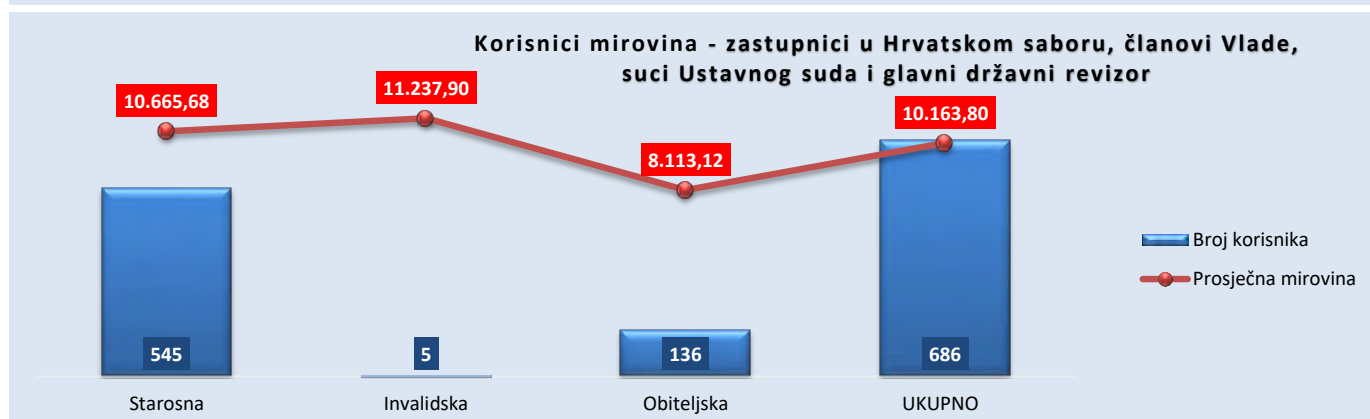 Korisnici mirovina - zastupnici u Hrvatskom saboru, članovi Vlade,
suci Ustavnog suda i glavni državni revizor
10.665,68
11.237,90
8.113,12
10.163,80
Broj korisnika
Prosječna mirovina
545
5
136
686
Starosna
Invalidska
Obiteljska
UKUPNO